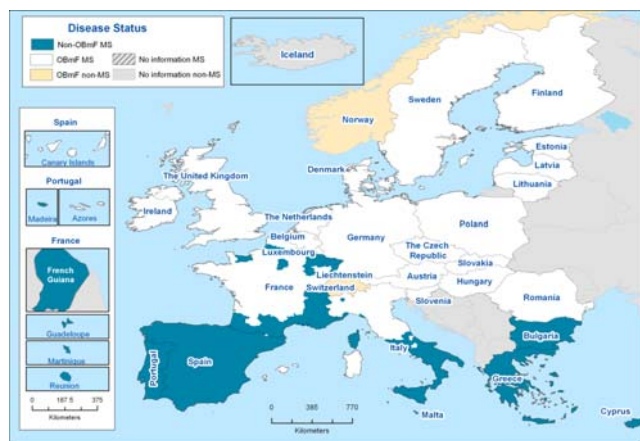 Disease Status
Non-OBmF MS
OBmF MS
OBmF non-MS
No information MS
No information non-MS
Iceland
Spain
Canary Islands
Portugal
Madeira
Azores
France
French
Guiana
Guadeloupe
Martinique
Reunion
0 187.5 375
Kilometers
Norway
Sweden
Finland
Estonia
Latvia
Lithuania
Denmark
The United Kingdom
Ireland
The Netherlands
Belgium
Luxembourg
Germany
Poland
The Czech
Republic
Slovakia
Liechtenstein
Austria
Hungary
France
Switzerland
Slovenia
Romania
Italy
Bulgaria
Portugal
Spain
Greece
Malta
Cyprus
0 385 770
Kilometers